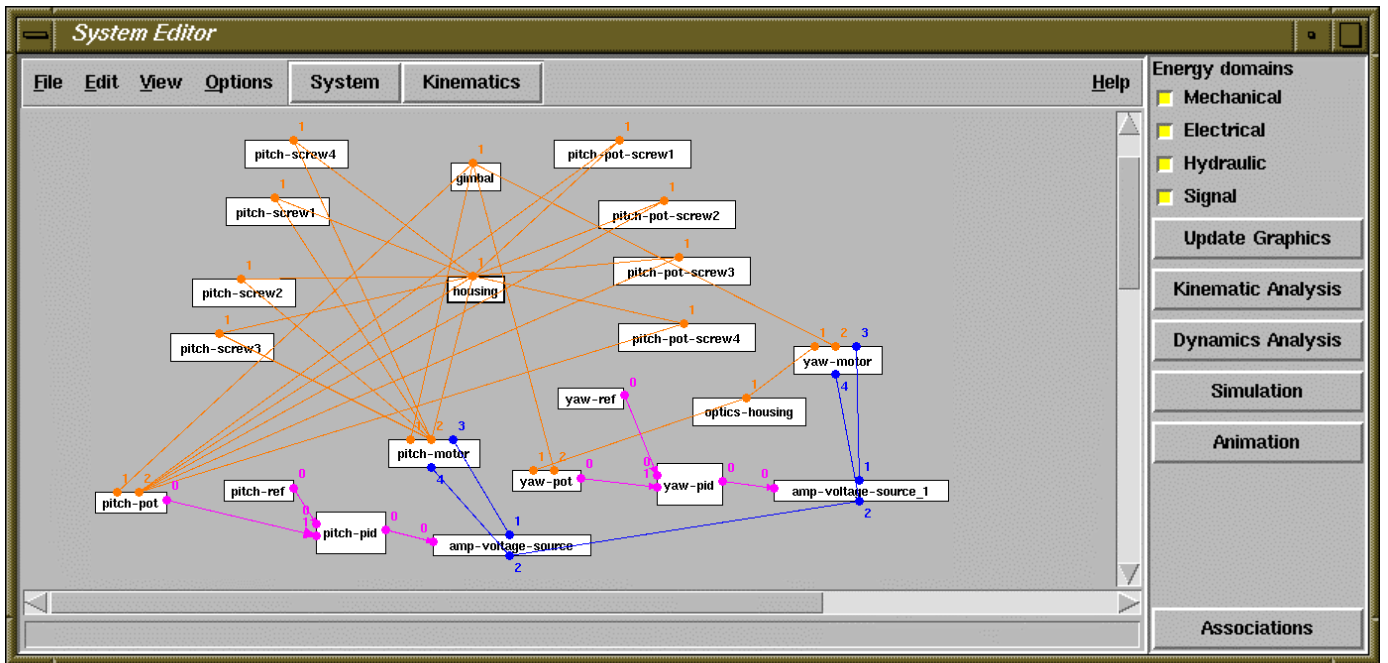 System Editor
File Edit View Options System Kinematics Help
Energy domains
Mechanical
Electrical
Hydraulic
Signal
Update Graphics
Kinematic Analysis
Dynamics Analysis
Simulation
Animation
Associations
1
pitch-screw4
1
gimbal
1
pitch-pot-screw1
1
pitch-screw1
1
pitch-pot-screw2
1
pitch-screw2
1
housing
1
pitch-pot-screw3
1
pitch-screw3
1
pitch-pot-screw4
1 2 3
yaw-motor
4
0
yaw-ref
1
optics-housing
1 2 3
pitch-motor
4
1 2 0
yaw-pot
0
1
yaw-pid
0
0
1
amp-voltage-source_1
2
1 2 0
pitch-pot
0
pitch-ref
0
1
pitch-pid
0
0
1
amp-voltage-source
2